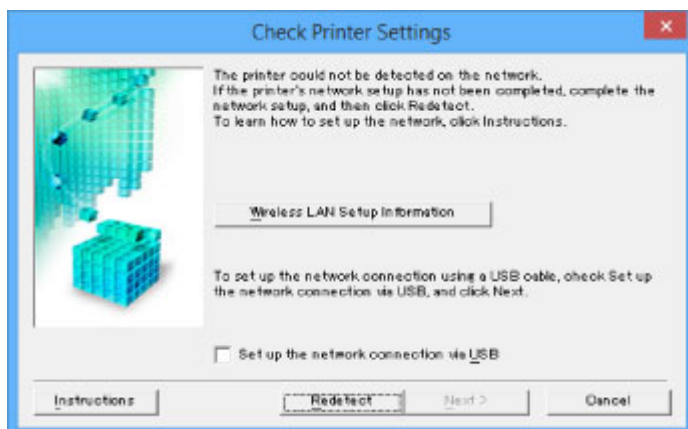 Check Printer Settings
The printer could not be detected on the network.
If the printer's network setup has not been completed, complete the
network setup, and then click Redetect.
To learn how to set up the network, click Instructions.
Wireless LAN Setup Information
To set up the network connection using a USB cable, check Set up
the network connection via USB, and click Next.
Set up the network connection via USB
Instructions
Redetect
Next >
Cancel